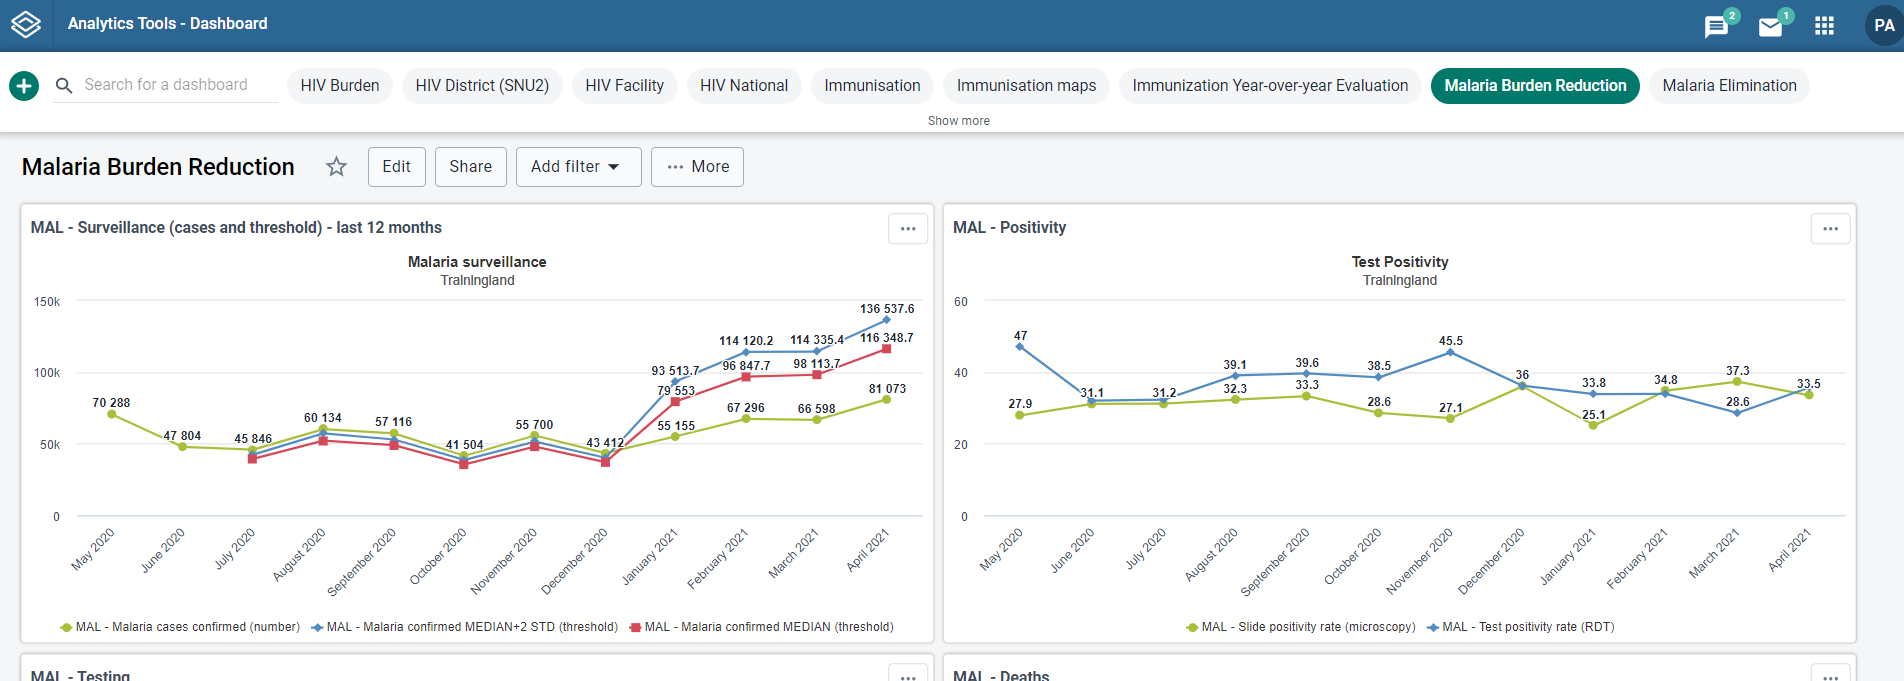 Analytics Tools - Dashboard
2
1
PA
Search for a dashboard
HIV Burden
HIV District (SNU2)
HIV Facility
HIV National
Immunisation
Immunisation maps
Immunization Year-over-year Evaluation
Malaria Burden Reduction
Malaria Elimination
Show more
Malaria Burden Reduction
Edit
Share
Add filter
More
MAL - Surveillance (cases and threshold) - last 12 months
Malaria surveillance
Trainingland
150k
100k
50k
0
70 288
47 804
45 846
60 134
57 116
41 504
55 700
43 412
93 513.7
79 553
55 155
114 120.2
96 847.7
67 296
114 335.4
98 113.7
66 598
136 537.6
116 348.7
81 073
May 2020
June 2020
July 2020
August 2020
September 2020
October 2020
November 2020
December 2020
January 2021
February 2021
March 2021
April 2021
MAL - Malaria cases confirmed (number)
MAL - Malaria confirmed MEDIAN+2 STD (threshold)
MAL - Malaria confirmed MEDIAN (threshold)
MAL - Positivity
Test Positivity
Trainingland
60
40
20
0
47
27.9
31.1
31.2
39.1
32.3
39.6
33.3
38.5
28.6
45.5
27.1
36
33.8
25.1
34.8
37.3
28.6
33.5
May 2020
June 2020
July 2020
August 2020
September 2020
October 2020
November 2020
December 2020
January 2021
February 2021
March 2021
April 2021
MAL - Slide positivity rate (microscopy)
MAL - Test positivity rate (RDT)
MAL - Testing
MAL - Deaths